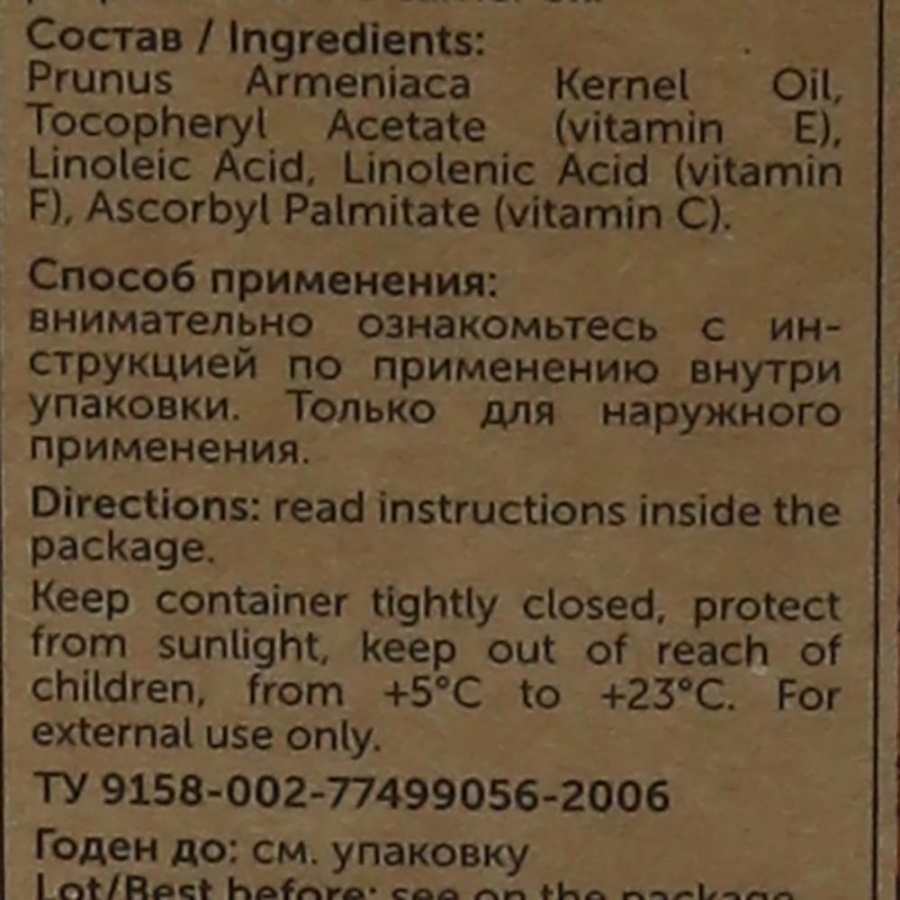 Состав / Ingredients:
Prunus Armeniaca Kernel Oil,
Tocopheryl Acetate (vitamin E),
Linoleic Acid, Linolenic Acid (vitamin
F), Ascorbyl Palmitate (vitamin C).
Способ применения:
внимательно ознакомьтесь с ин-
струкцией по применению внутри
упаковки. Только для наружного
применения.
Directions: read instructions inside the
package.
Keep container tightly closed, protect
from sunlight, keep out of reach of
children, from +5°C to +23°C. For
external use only.
ТУ 9158-002-77499056-2006
Годен до: см. упаковку
Lot/Best before: see on the package